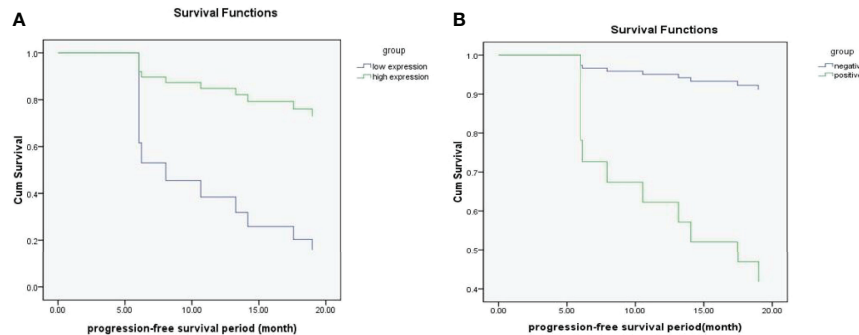 A
Survival Functions
group
low expression
high expression
1.0
0.8
0.6
0.4
0.2
0.0
Cum Survival
0.00
5.00
10.00
15.00
20.00
progression-free survival period (month)
B
Survival Functions
group
negative
positive
1.0
0.9
0.8
0.7
0.6
0.5
0.4
Cum Survival
0.00
5.00
10.00
15.00
20.00
progression-free survival period(month)